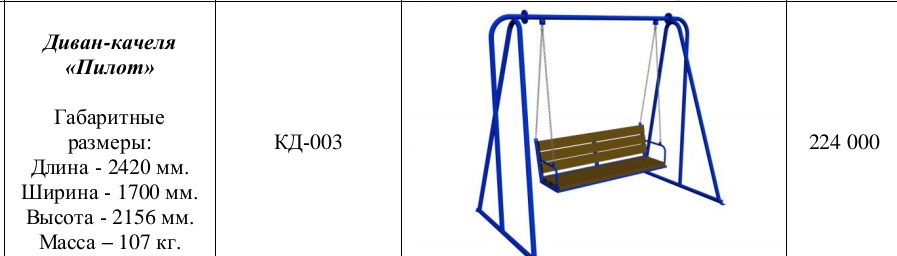 Диван-качеля
«Пилот»
Габаритные
размеры:
Длина - 2420 мм.
Ширина - 1700 мм.
Высота - 2156 мм.
Масса – 107 кг.
КД-003
224 000